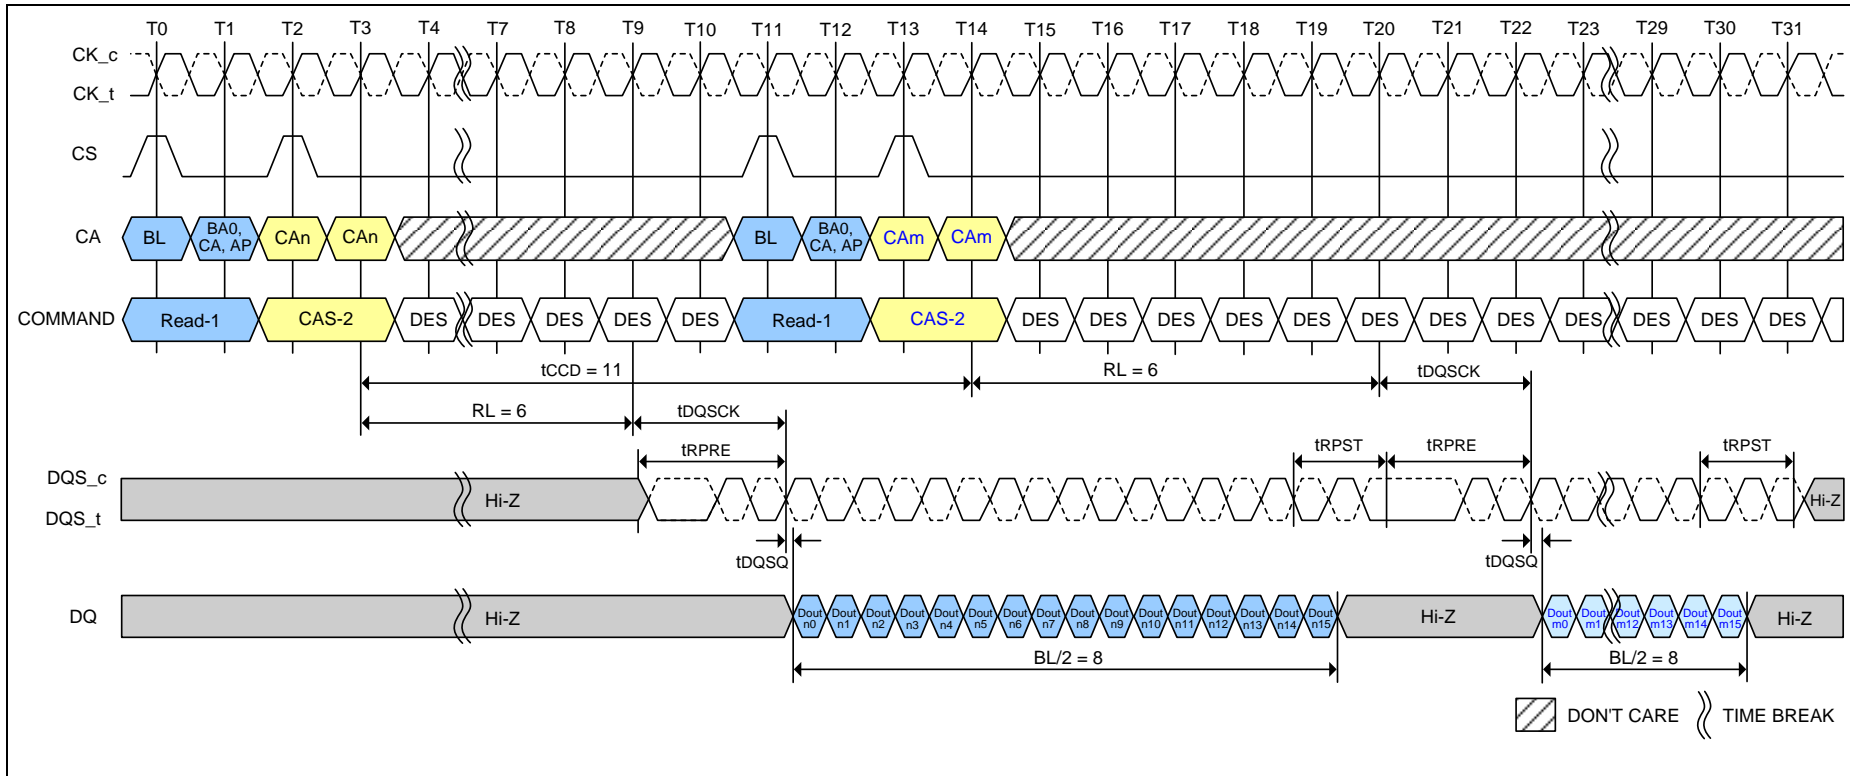 T0 T1 T2 T3 T4 T7 T8 T9 T10 T11 T12 T13 T14 T15 T16 T17 T18 T19 T20 T21 T22 T23 T29 T30 T31
CK_c
CK_t
CS
CA BL BA0, CA, AP CAn CAn BL BA0, CA, AP CAm CAm
COMMAND Read-1 CAS-2 DES DES DES DES DES Read-1 CAS-2 DES DES DES DES DES DES DES DES DES DES DES DES
tCCD = 11 RL = 6 tDQSCK
RL = 6 tDQSCK
tRPRE tRPST tRPRE tRPST
DQS_c
Hi-Z Hi-Z
DQS_t
tDQSQ tDQSQ
DQ Hi-Z Dout n0 Dout n1 Dout n2 Dout n3 Dout n4 Dout n5 Dout n6 Dout n7 Dout n8 Dout n9 Dout n10 Dout n11 Dout n12 Dout n13 Dout n14 Dout n15 Hi-Z Dout m0 Dout m1 Dout m12 Dout m13 Dout m14 Dout m15 Hi-Z
BL/2 = 8 BL/2 = 8
DON'T CARE TIME BREAK